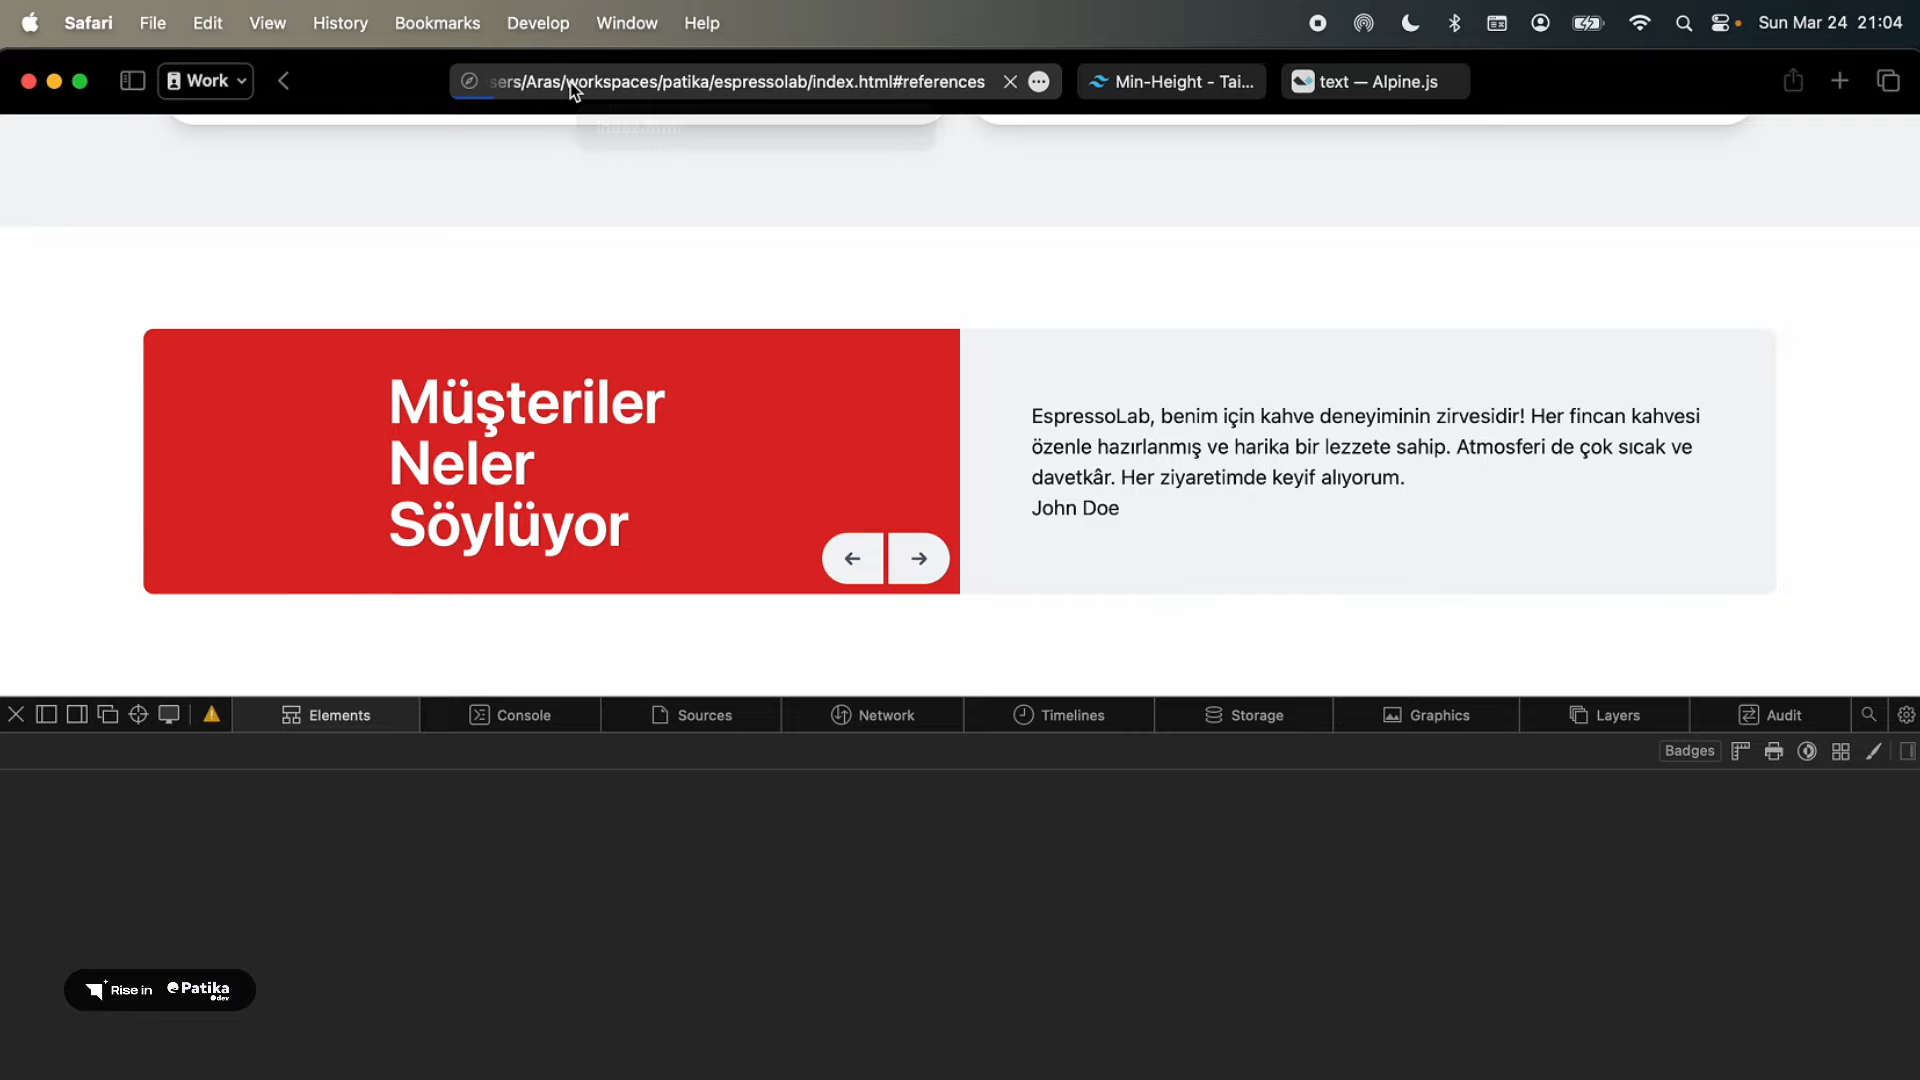 Safari File Edit View History Bookmarks Develop Window Help Sun Mar 24 21:04
Work sers/Aras/workspaces/patika/espressolab/index.html#references Min-Height - Tai... text — Alpine.js
Müşteriler
Neler
Söylüyor
EspressoLab, benim için kahve deneyiminin zirvesidir! Her fincan kahvesi
özenle hazırlanmış ve harika bir lezzete sahip. Atmosferi de çok sıcak ve
davetkâr. Her ziyaretimde keyif alıyorum.
John Doe
Elements Console Sources Network Timelines Storage Graphics Layers Audit
Badges
Rise in Patika
dev